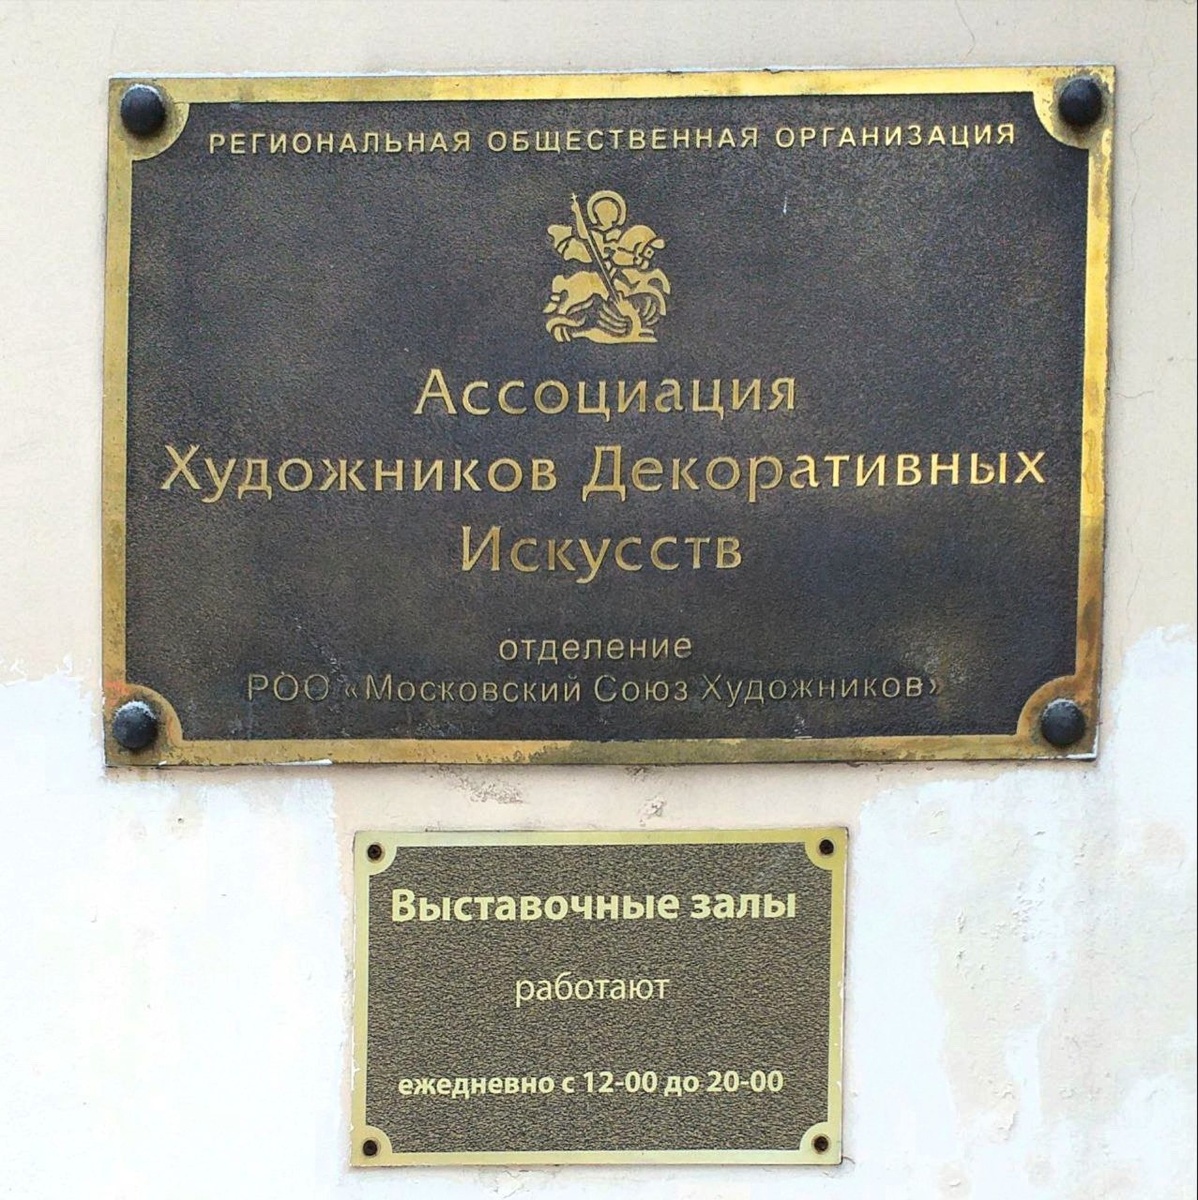 РЕГИОНАЛЬНАЯ ОБЩЕСТВЕННАЯ ОРГАНИЗАЦИЯ
Ассоциация
Художников Декоративных
Искусств
отделение
РОО «Московский Союз Художников»
Выставочные залы
работают
ежедневно с 12-00 до 20-00